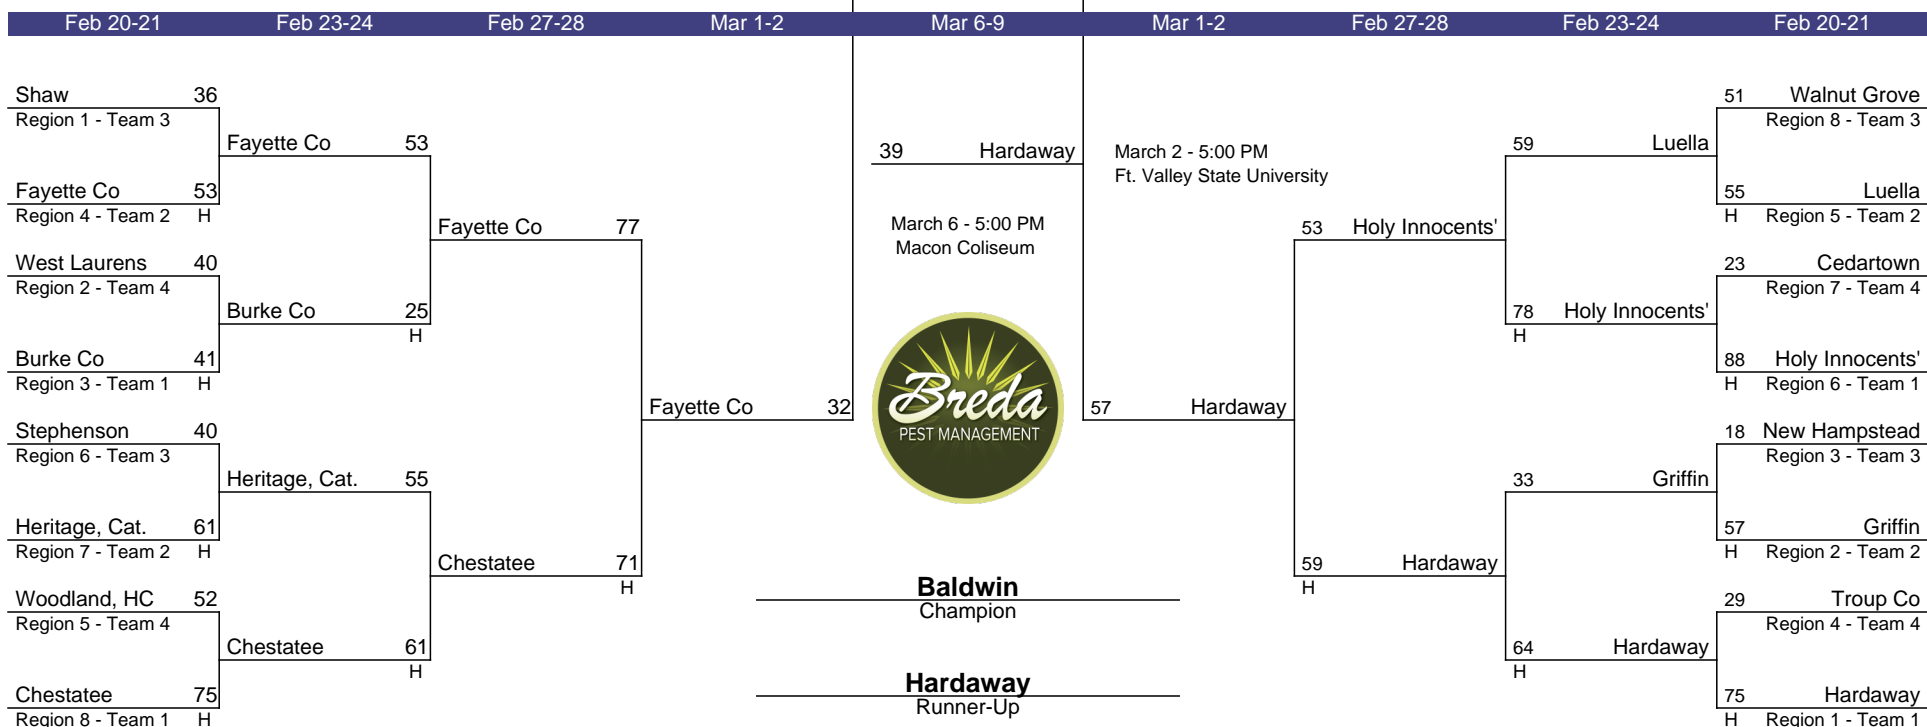 Feb 20-21 Feb 23-24 Feb 27-28 Mar 1-2 Mar 6-9 Mar 1-2 Feb 27-28 Feb 23-24 Feb 20-21
Shaw 36
Region 1 - Team 3
Fayette Co 53
Fayette Co 53
Region 4 - Team 2 H
Fayette Co 77
West Laurens 40
Region 2 - Team 4
Burke Co 25
H
Burke Co 41
Region 3 - Team 1 H
Fayette Co 32
Stephenson 40
Region 6 - Team 3
Heritage, Cat. 55
Heritage, Cat. 61
Region 7 - Team 2 H
Chestatee 71
H
Woodland, HC 52
Region 5 - Team 4
Chestatee 61
H
Chestatee 75
Region 8 - Team 1 H
39 Hardaway
March 6 - 5:00 PM
Macon Coliseum
Breda
PEST MANAGEMENT
Baldwin
Champion
Hardaway
Runner-Up
March 2 - 5:00 PM
Ft. Valley State University
57 Hardaway
53 Holy Innocents'
59 Hardaway
H
59 Luella
78 Holy Innocents'
H
33 Griffin
64 Hardaway
H
51 Walnut Grove
Region 8 - Team 3
55 Luella
H Region 5 - Team 2
23 Cedartown
Region 7 - Team 4
88 Holy Innocents'
H Region 6 - Team 1
18 New Hampstead
Region 3 - Team 3
57 Griffin
H Region 2 - Team 2
29 Troup Co
Region 4 - Team 4
75 Hardaway
H Region 1 - Team 1